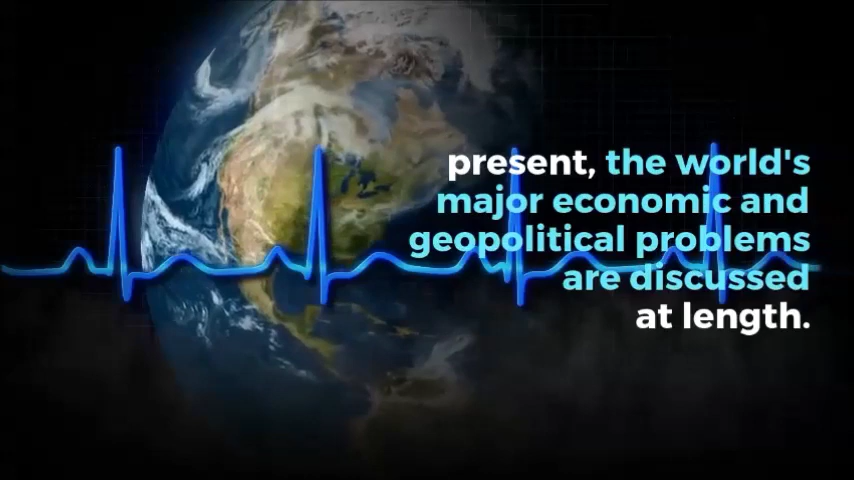 present, the world's
major economic and
geopolitical problems
are discussed
at length.